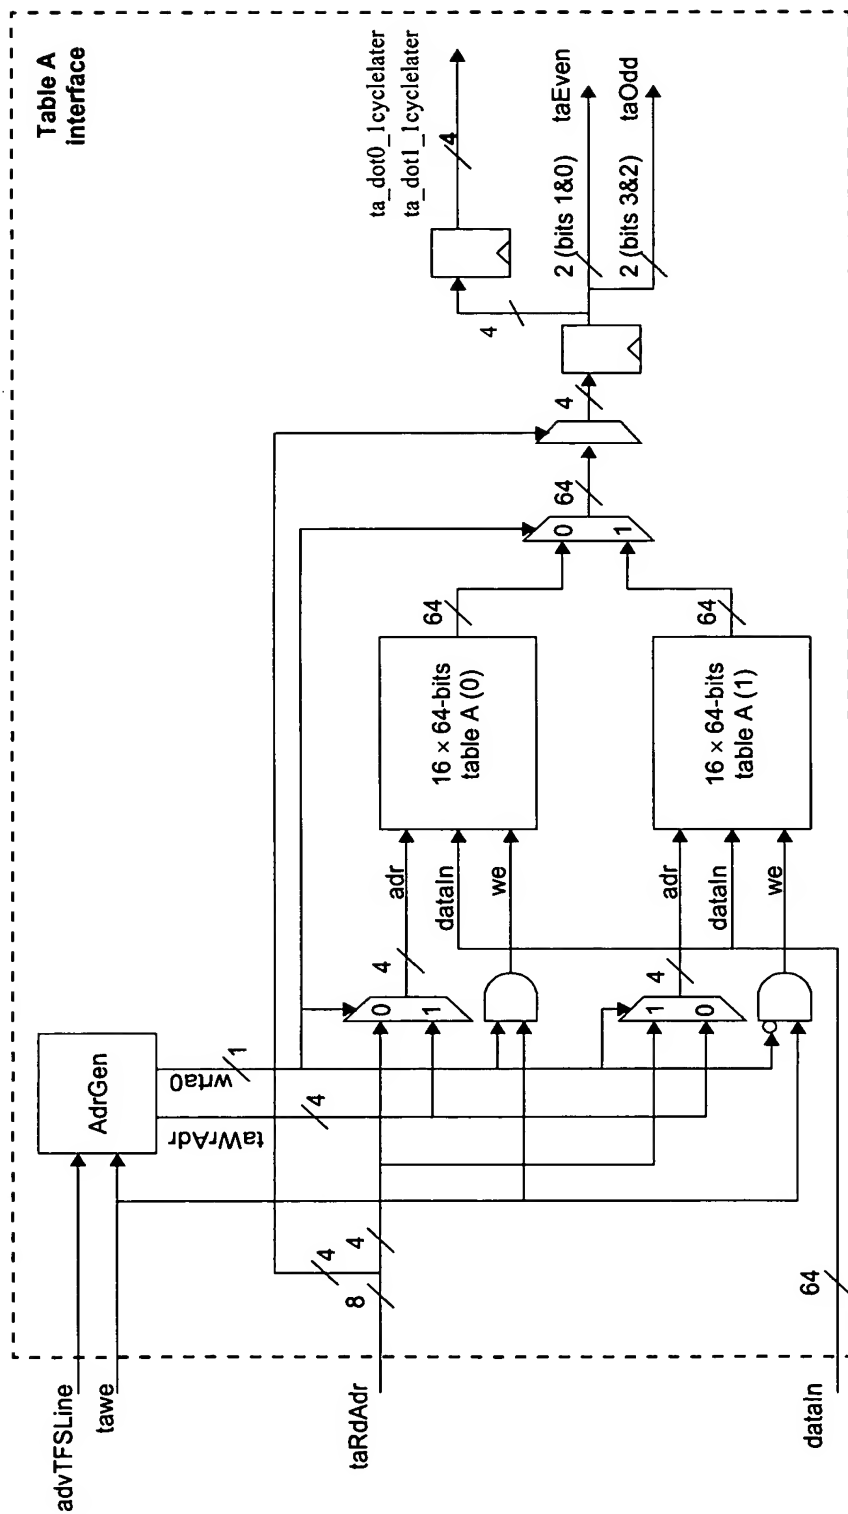 Table A
interface
advTFSLine
tawe
AdrGen
wrta0
1
taWrAdr
4
taRdAdr
8
4
4
0
1
4
adr
dataIn
we
16 × 64-bits
table A (0)
64
1
0
4
adr
dataIn
we
16 × 64-bits
table A (1)
64
dataIn
64
0
1
64
4
4
4
ta_dot0_1cyclelater
ta_dot1_1cyclelater
2 (bits 1&0)
taEven
2 (bits 3&2)
taOdd